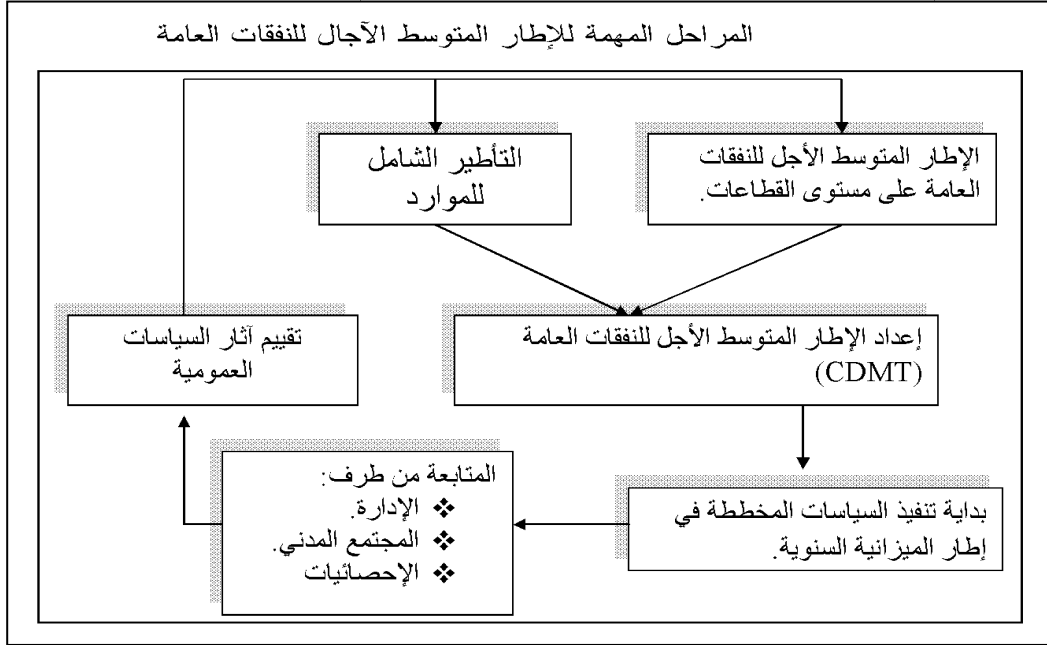 المراحل المهمة للإطار المتوسط الآجال للنفقات العامة
الإطار المتوسط الأجل للنفقات
العامة على مستوى القطاعات.
التأطير الشامل
للموارد
إعداد الإطار المتوسط الأجل للنفقات العامة
(CDMT)
تقييم آثار السياسات
العمومية
بداية تنفيذ السياسات المخططة في
إطار الميزانية السنوية.
المتابعة من طرف:
❖ الإدارة.
❖ المجتمع المدني.
❖ الإحصائيات